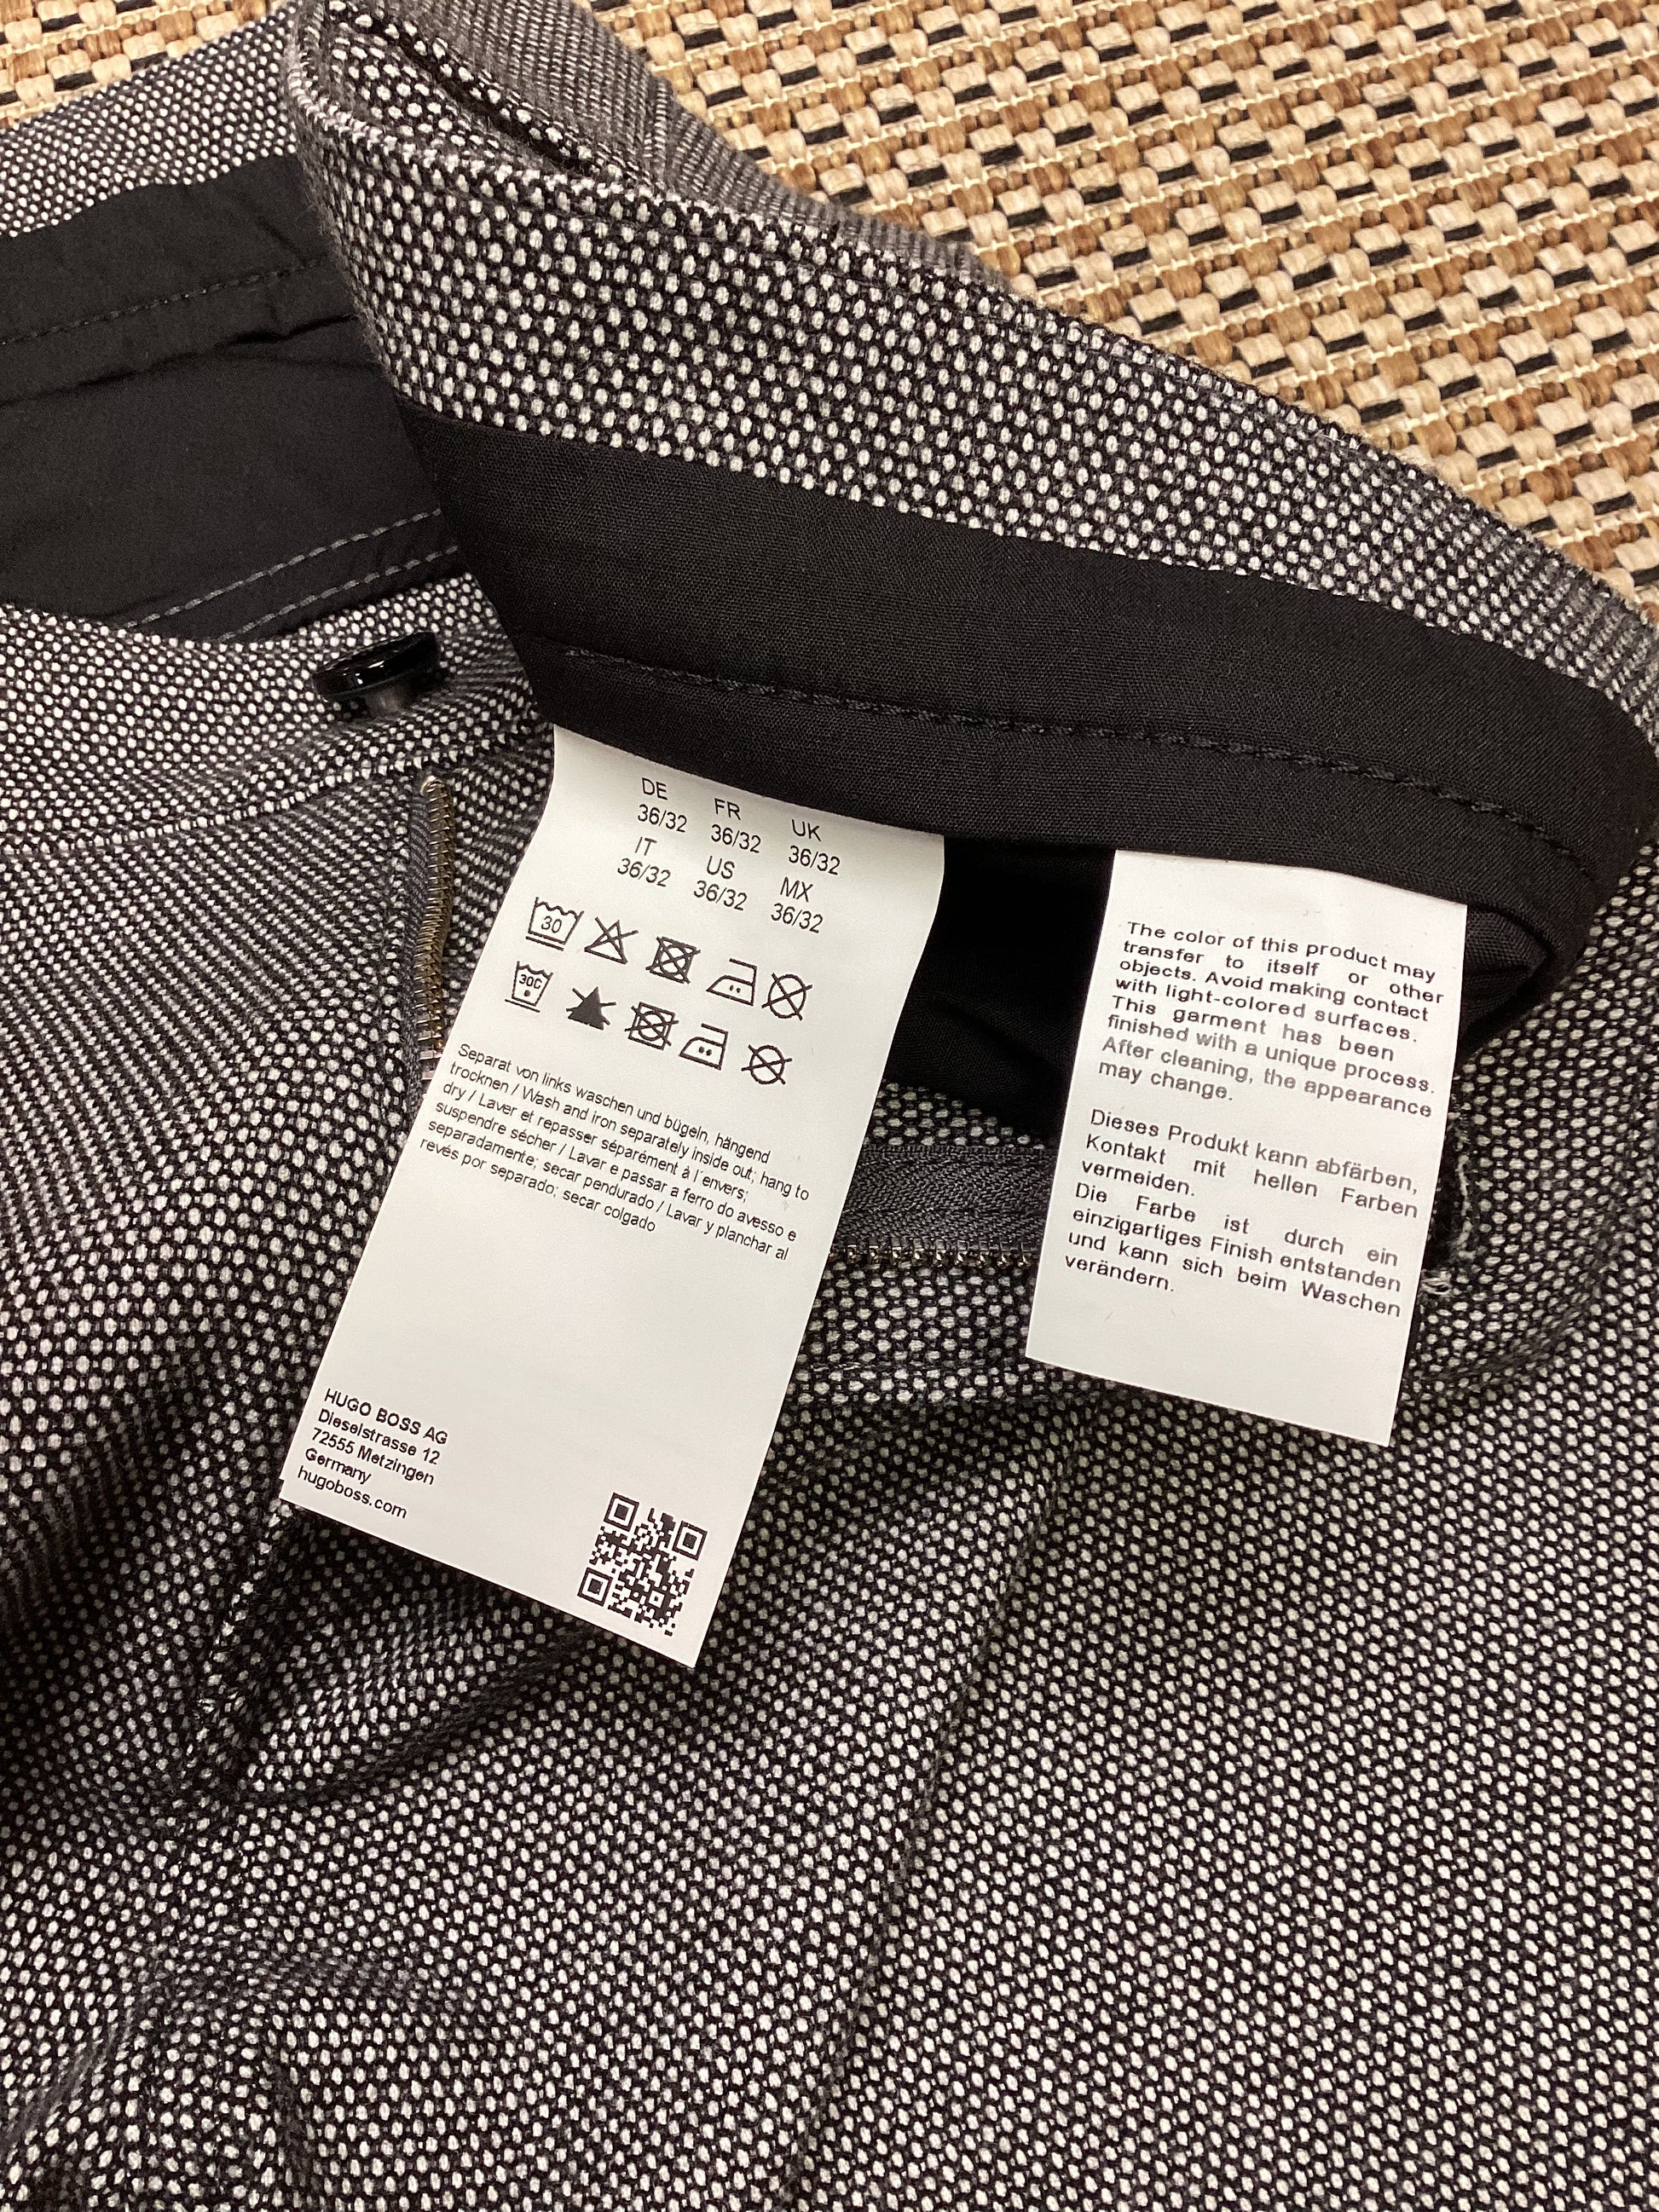 DE FR UK
36/32 36/32 36/32
IT US MX
36/32 36/32 36/32
30
30C
Separat von links waschen und bügeln, hängend
trocknen / Wash and iron separately inside out; hang to
dry / Laver et repasser séparément à l'envers;
suspendre sécher / Lavar e passar a ferro do avesso e
separadamente; secar pendurado / Lavar y planchar al
revés por separado; secar colgado
HUGO BOSS AG
Dieselstrasse 12
72555 Metzingen
Germany
hugoboss.com
The color of this product may
transfer to itself or other
objects. Avoid making contact
with light-colored surfaces.
This garment has been
finished with a unique process.
After cleaning, the appearance
may change.
Dieses Produkt kann abfärben,
Kontakt mit hellen Farben
vermeiden.
Die Farbe ist durch ein
einzigartiges Finish entstanden
und kann sich beim Waschen
verändern.